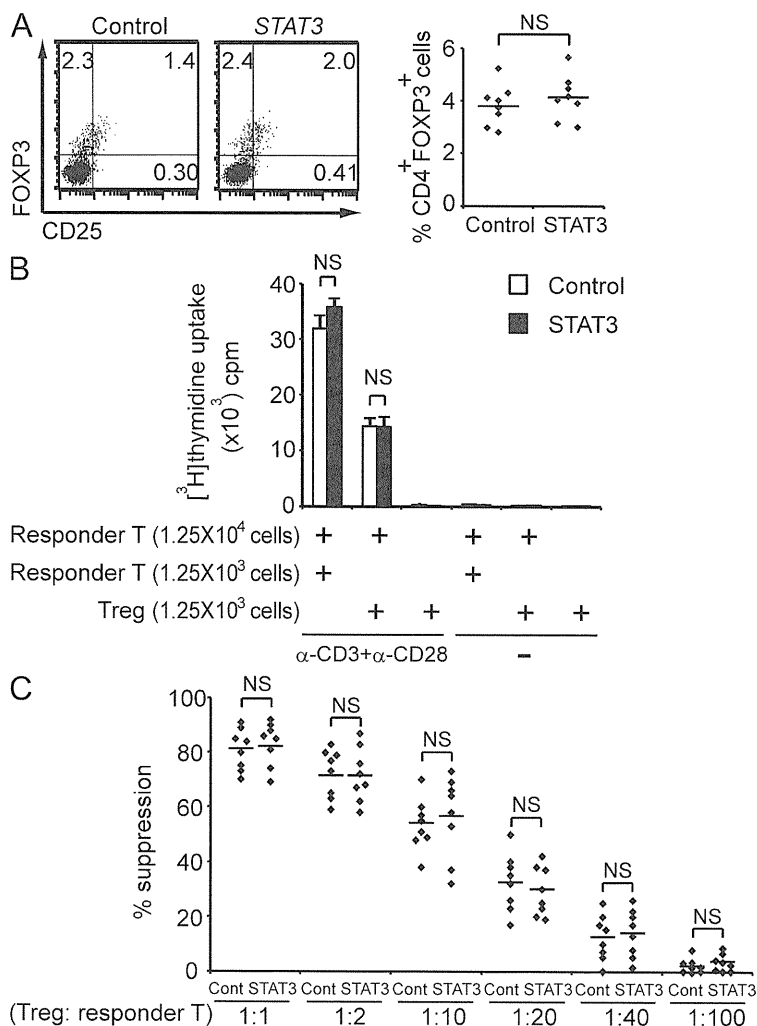 A
Control STAT3
2.3 1.4
2.4 2.0
0.30
0.41
FOXP3
CD25
NS
% CD4⁺FOXP3⁺ cells
6
4
2
0
Control STAT3
B
NS
NS
[³H]thymidine uptake
(x10³) cpm
40
30
20
10
0
Control
STAT3
Responder T (1.25X10⁴ cells) + + + +
Responder T (1.25X10³ cells) + +
Treg (1.25X10³ cells) + + + +
α-CD3+α-CD28 -
C
% suppression
100
80
60
40
20
0
NS
NS
NS
NS
NS
NS
Cont STAT3 Cont STAT3 Cont STAT3 Cont STAT3 Cont STAT3 Cont STAT3
(Treg: responder T) 1:1 1:2 1:10 1:20 1:40 1:100